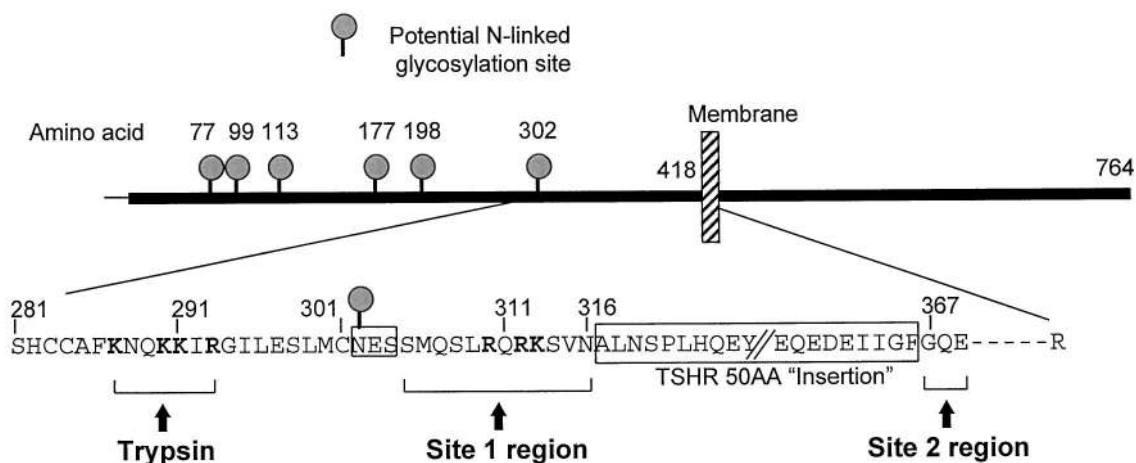 Potential N-linked
glycosylation site
Membrane
Amino acid 77 99 113 177 198 302 418 764
281 291 301 311 316 367
SHCCAFKNQKKIRGILESLMCNESSMQSLRQRKSVNALNSPLHQEY//EQEDEIIGFGQE-----R
TSHR 50AA “Insertion”
Trypsin Site 1 region Site 2 region